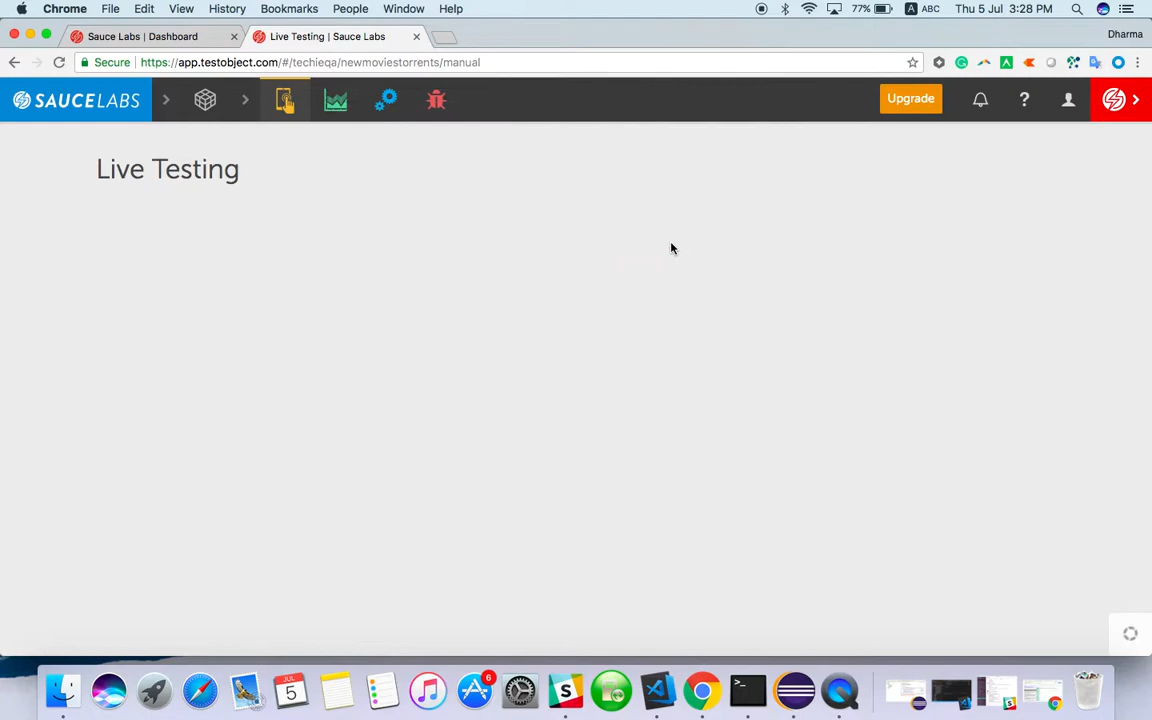 Chrome File Edit View History Bookmarks People Window Help 77% A ABC Thu 5 Jul 3:28 PM
Sauce Labs | Dashboard Live Testing | Sauce Labs Dharma
Secure https://app.testobject.com/#/techieqa/newmoviestorrents/manual
SAUCELABS Upgrade ?
Live Testing
JUL
5
6
S
>_